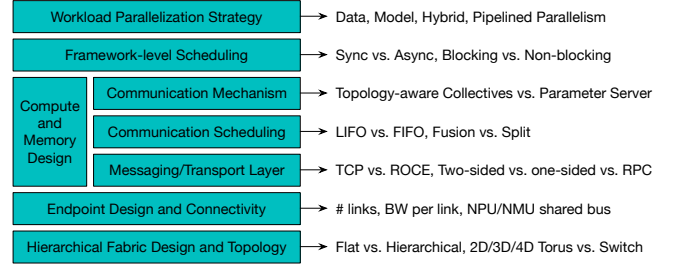 Workload Parallelization Strategy
Data, Model, Hybrid, Pipelined Parallelism
Framework-level Scheduling
Sync vs. Async, Blocking vs. Non-blocking
Compute
and
Memory
Design
Communication Mechanism
Topology-aware Collectives vs. Parameter Server
Communication Scheduling
LIFO vs. FIFO, Fusion vs. Split
Messaging/Transport Layer
TCP vs. ROCE, Two-sided vs. one-sided vs. RPC
Endpoint Design and Connectivity
# links, BW per link, NPU/NMU shared bus
Hierarchical Fabric Design and Topology
Flat vs. Hierarchical, 2D/3D/4D Torus vs. Switch